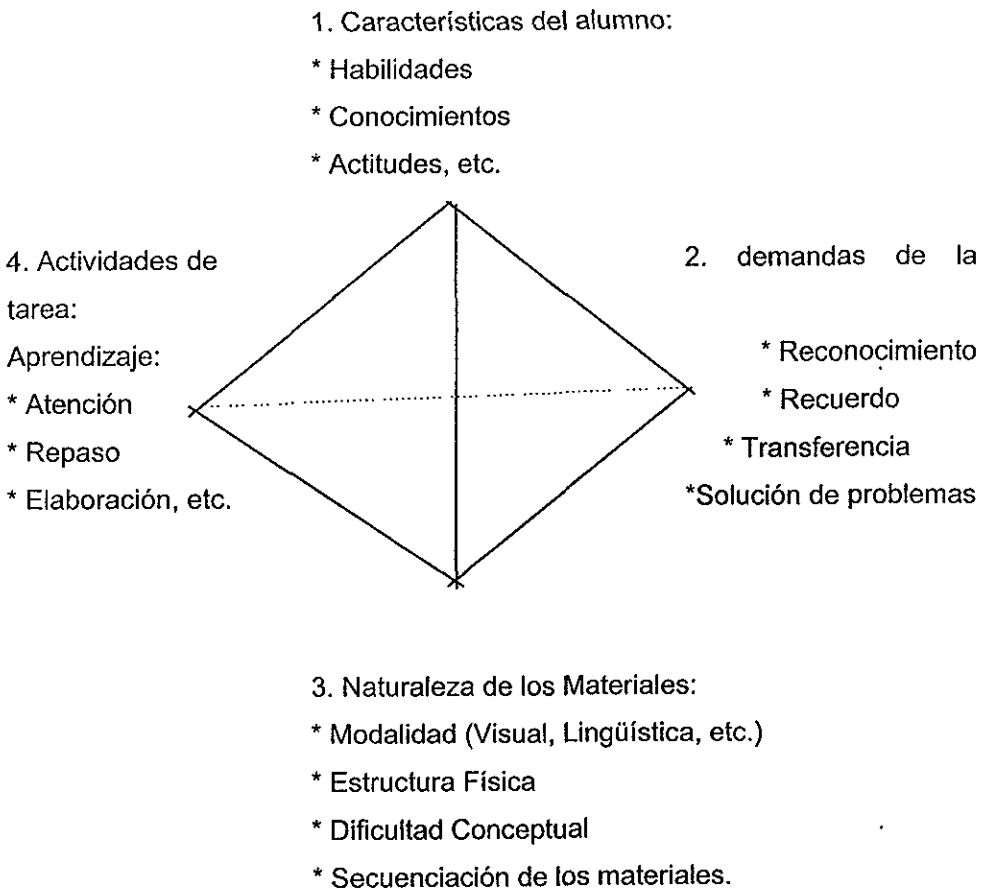 1. Características del alumno:
* Habilidades
* Conocimientos
* Actitudes, etc.
4. Actividades de
tarea:
Aprendizaje:
* Atención
* Repaso
* Elaboración, etc.
2. demandas de la
* Reconocimiento
* Recuerdo
* Transferencia
*Solución de problemas
3. Naturaleza de los Materiales:
* Modalidad (Visual, Lingüística, etc.)
* Estructura Física
* Dificultad Conceptual
* Secuenciación de los materiales.